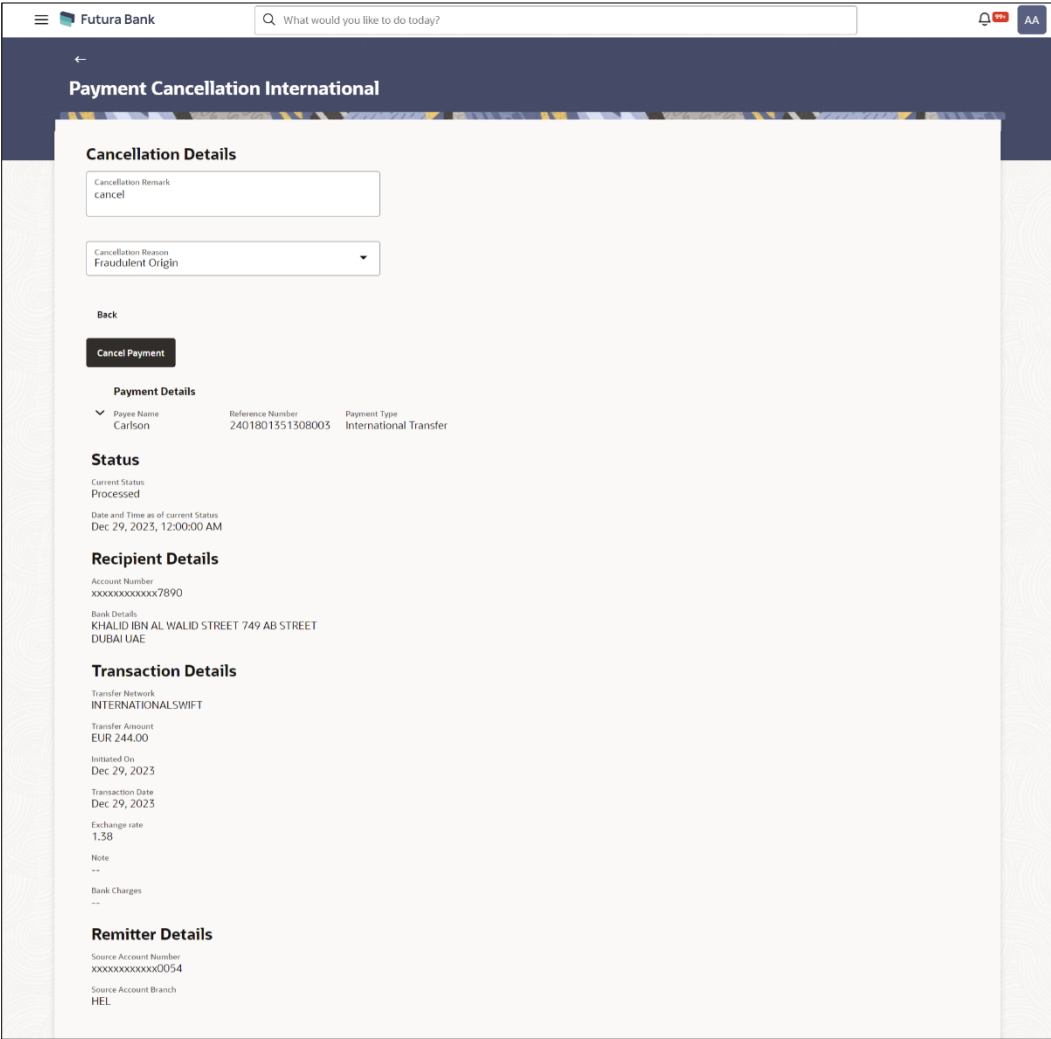 Futura Bank
What would you like to do today?
99+
AA
Payment Cancellation International
Cancellation Details
Cancellation Remark
cancel
Cancellation Reason
Fraudulent Origin
Back
Cancel Payment
Payment Details
Payee Name Reference Number Payment Type
Carlson 2401801351308003 International Transfer
Status
Current Status
Processed
Date and Time as of current Status
Dec 29, 2023, 12:00:00 AM
Recipient Details
Account Number
xxxxxxxxxxxx7890
Bank Details
KHALID IBN AL WALID STREET 749 AB STREET
DUBAI UAE
Transaction Details
Transfer Network
INTERNATIONALSWIFT
Transfer Amount
EUR 244.00
Initiated On
Dec 29, 2023
Transaction Date
Dec 29, 2023
Exchange rate
1.38
Note
--
Bank Charges
--
Remitter Details
Source Account Number
xxxxxxxxxxxx0054
Source Account Branch
HEL